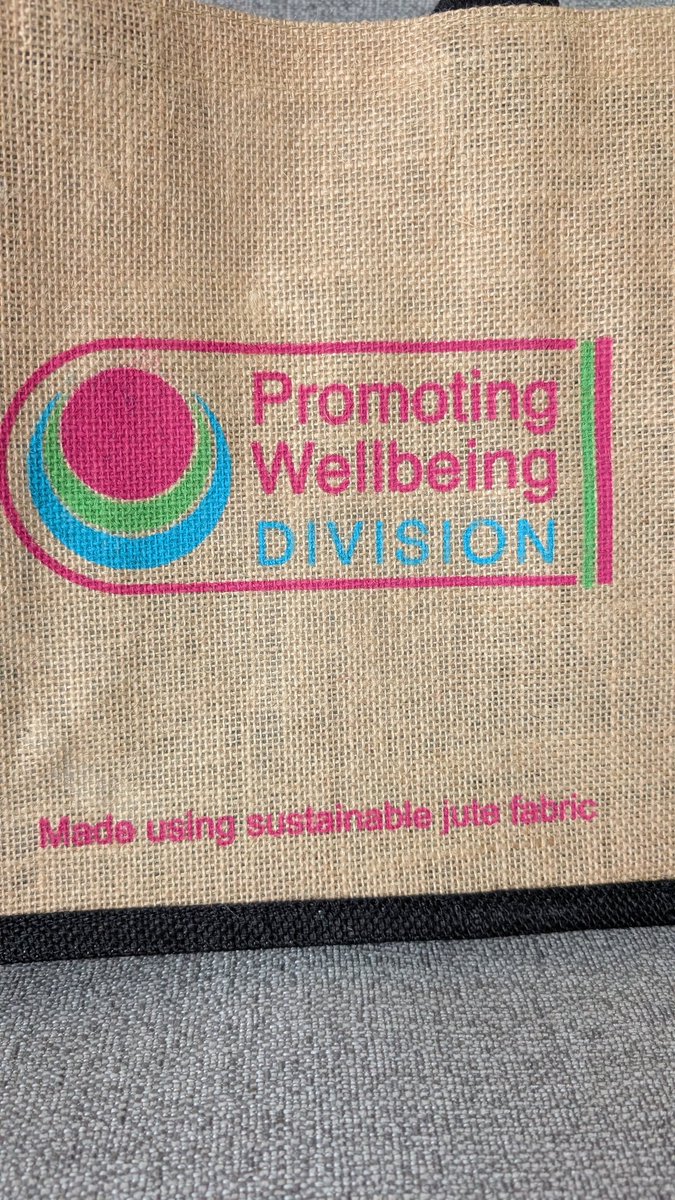 Promoting
Wellbeing
DIVISION
Made using sustainable jute fabric